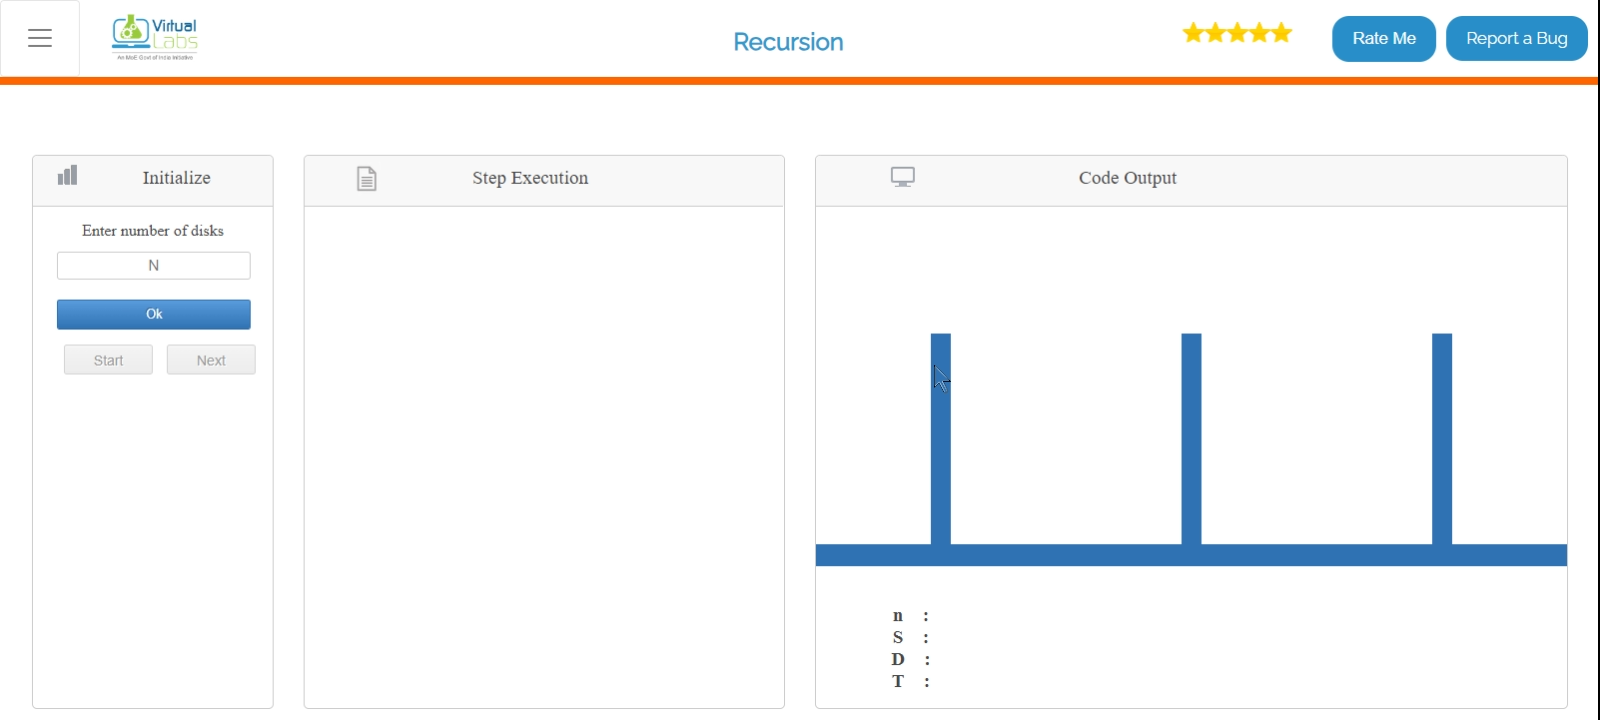 Virtual
Labs
An MoE Govt of India Initiative
Recursion
Rate Me
Report a Bug
Initialize
Enter number of disks
N
Ok
Start
Next
Step Execution
Code Output
n :
S :
D :
T :